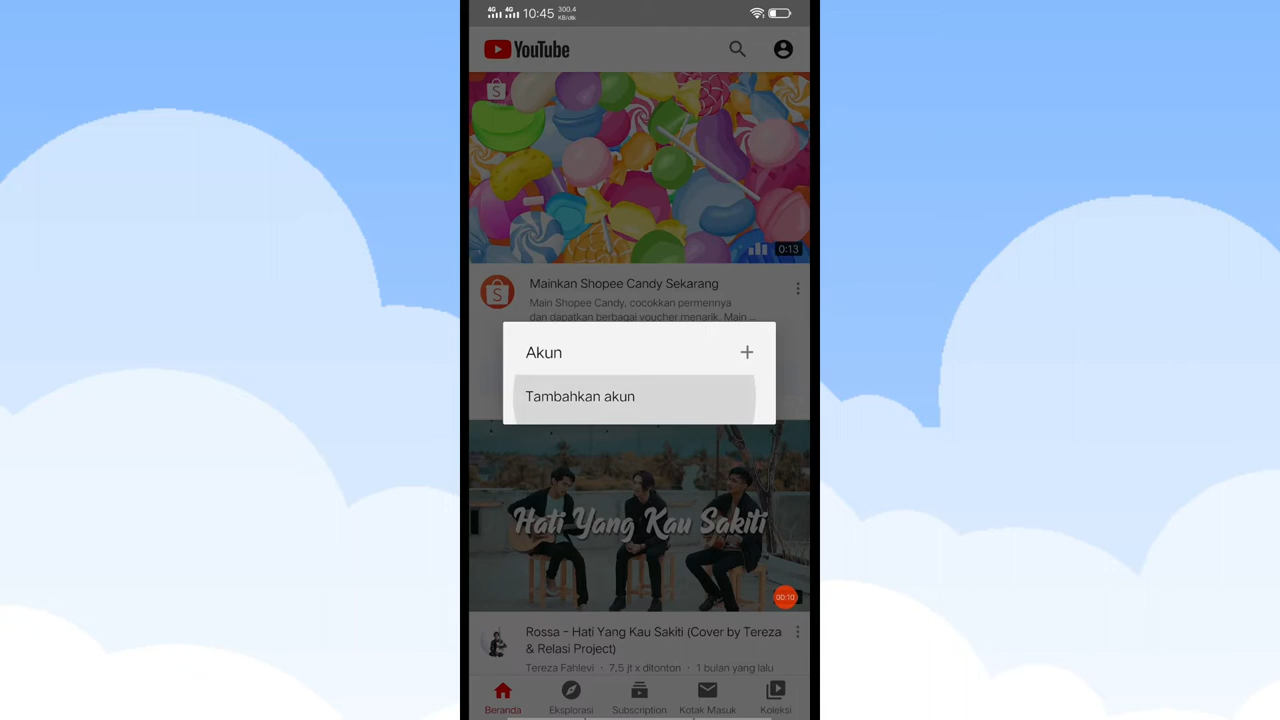 4G 4G 10:45 300,4 KB/dtk
YouTube
S
0:13
S
Mainkan Shopee Candy Sekarang
Main Shopee Candy, cocokkan permennya
dan dapatkan berbagai voucher menarik. Main ...
Akun
Tambahkan akun
Hati Yang Kau Sakiti
00:10
Rossa - Hati Yang Kau Sakiti (Cover by Tereza
& Relasi Project)
Tereza Fahlevi · 7,5 jt x ditonton · 1 bulan yang lalu
Beranda Eksplorasi Subscription Kotak Masuk Koleksi